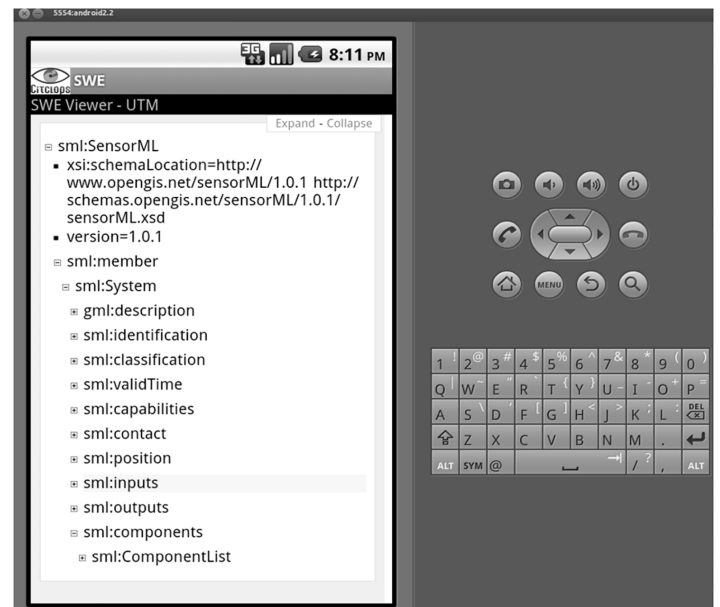 5554:android2.2
3G 8:11 PM
Citclops SWE
SWE Viewer - UTM
Expand - Collapse
sml:SensorML
xsi:schemaLocation=http://
www.opengis.net/sensorML/1.0.1 http://
schemas.opengis.net/sensorML/1.0.1/
sensorML.xsd
version=1.0.1
sml:member
sml:System
gml:description
sml:identification
sml:classification
sml:validTime
sml:capabilities
sml:contact
sml:position
sml:inputs
sml:outputs
sml:components
sml:ComponentList
MENU
1 ! 2 @ 3 # 4 $ 5 % 6 ^ 7 & 8 * 9 ( 0 )
Q | W ~ E " R ` T { Y } U _ I - O + P =
A S \ D ' F [ G ] H < J > K ; L : DEL
Z X C V B N M .
ALT SYM @ / ? , ALT